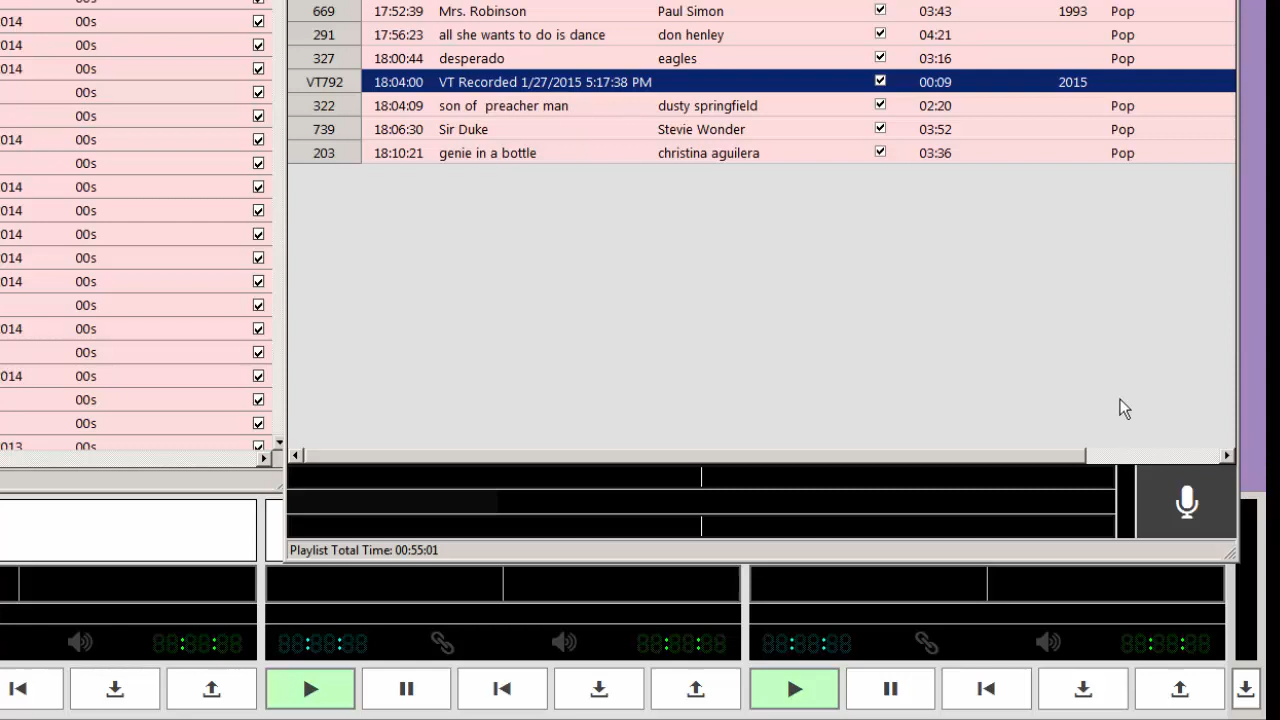 669 17:52:39 Mrs. Robinson Paul Simon 03:43 1993 Pop
291 17:56:23 all she wants to do is dance don henley 04:21 Pop
327 18:00:44 desperado eagles 03:16 Pop
VT792 18:04:00 VT Recorded 1/27/2015 5:17:38 PM 00:09 2015
322 18:04:09 son of  preacher man dusty springfield 02:20 Pop
739 18:06:30 Sir Duke Stevie Wonder 03:52 Pop
203 18:10:21 genie in a bottle christina aguilera 03:36 Pop
014 00s
00s
014 00s
00s
00s
014 00s
00s
014 00s
014 00s
014 00s
014 00s
014 00s
00s
014 00s
00s
014 00s
00s
00s
013 00s
Playlist Total Time: 00:55:01